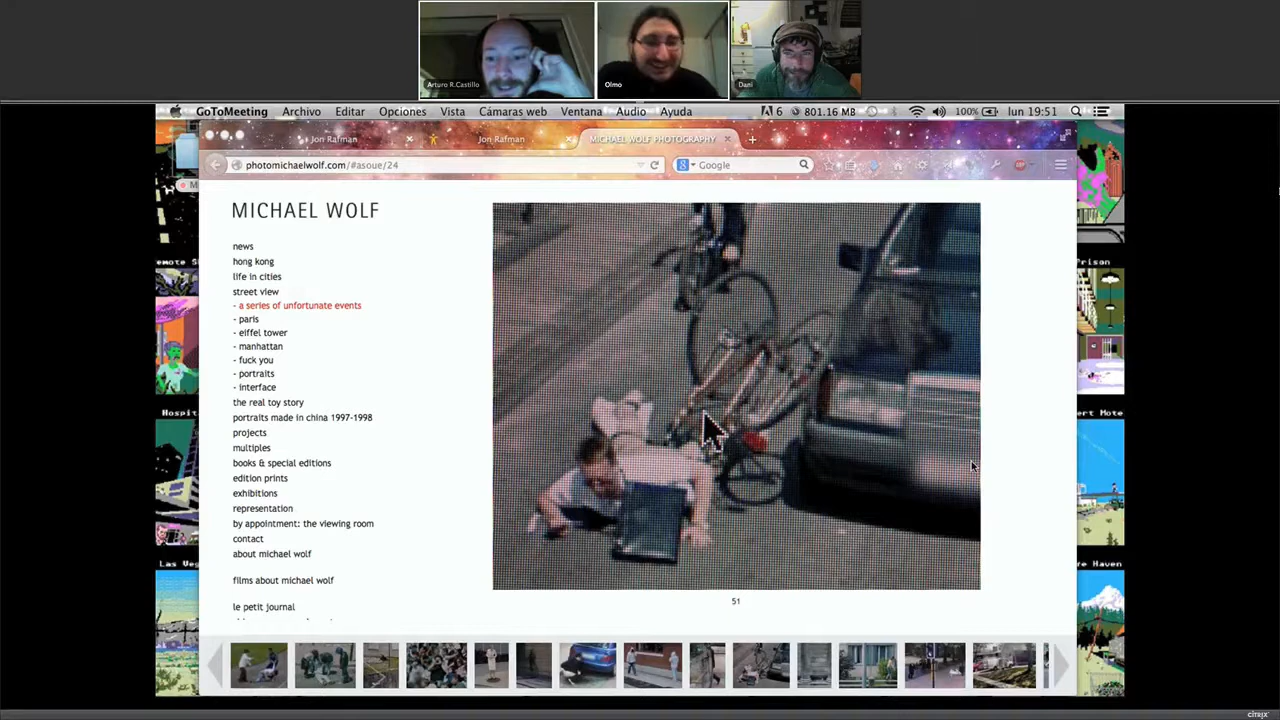 Arturo R.Castillo
Olmo
Dani
GoToMeeting Archivo Editar Opciones Vista Cámaras web Ventana Audio Ayuda 6 801.16 MB 100% lun 19:51
Jon Rafman
Jon Rafman
MICHAEL WOLF PHOTOGRAPHY
photomichaelwolf.com/#asoue/24
Google
MICHAEL WOLF
news
hong kong
life in cities
street view
- a series of unfortunate events
- paris
- eiffel tower
- manhattan
- fuck you
- portraits
- interface
the real toy story
portraits made in china 1997-1998
projects
multiples
books & special editions
edition prints
exhibitions
representation
by appointment: the viewing room
contact
about michael wolf
films about michael wolf
le petit journal
51
Prison
Hospit
Las Veg
ert Mote
re Haven
CITRIX